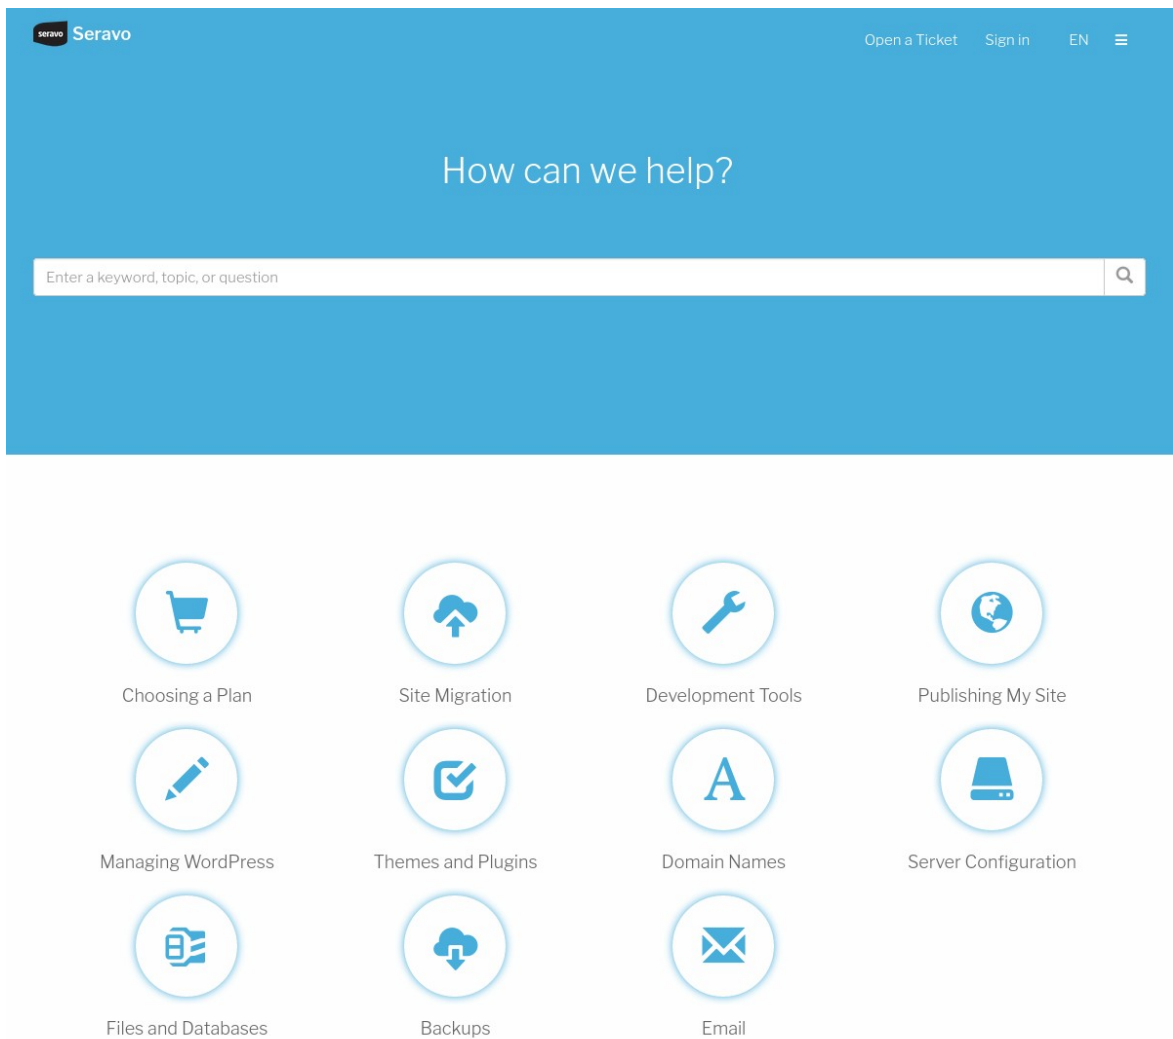 seravo Seravo
Open a Ticket Sign in EN
How can we help?
Enter a keyword, topic, or question
Choosing a Plan Site Migration Development Tools Publishing My Site
A
Managing WordPress Themes and Plugins Domain Names Server Configuration
Files and Databases Backups Email